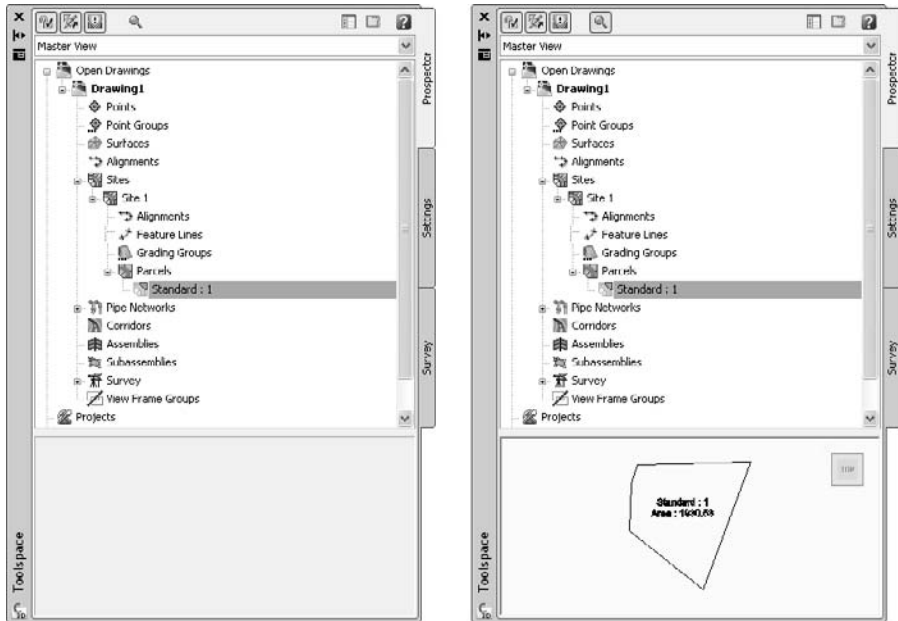 Master View
Open Drawings
Drawing1
Points
Point Groups
Surfaces
Alignments
Sites
Site 1
Alignments
Feature Lines
Grading Groups
Parcels
Standard : 1
Pipe Networks
Corridors
Assemblies
Subassemblies
Survey
View Frame Groups
Projects
Prospector
Settings
Survey
Toolspace
Master View
Open Drawings
Drawing1
Points
Point Groups
Surfaces
Alignments
Sites
Site 1
Alignments
Feature Lines
Grading Groups
Parcels
Standard : 1
Pipe Networks
Corridors
Assemblies
Subassemblies
Survey
View Frame Groups
Projects
Prospector
Settings
Survey
Standard : 1
Area :
TOP
Toolspace